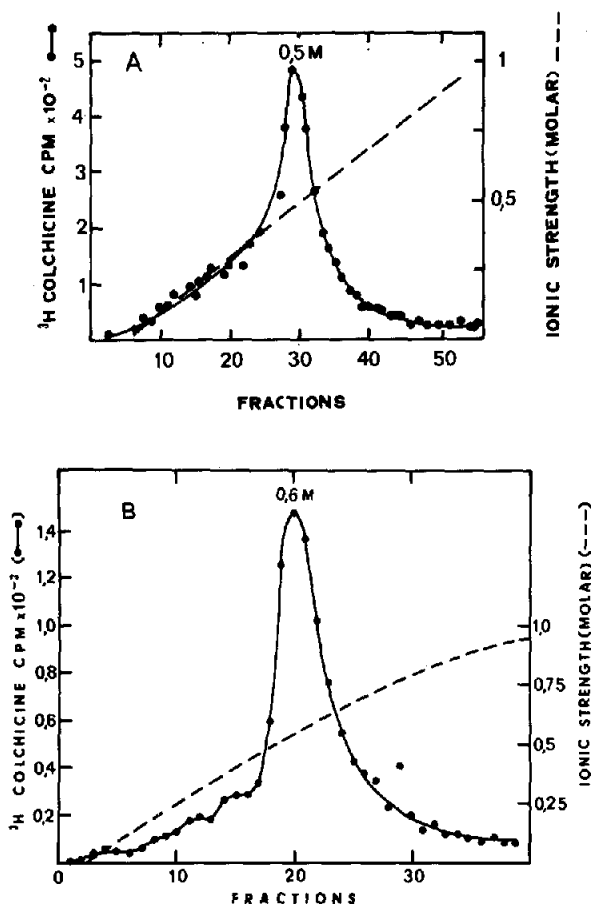 A
0,5 M
³H COLCHICINE CPM x10⁻²
5
4
3
2
1
1
0,5
IONIC STRENGTH (MOLAR) ---
10 20 30 40 50
FRACTIONS
B
0,6 M
³H COLCHICINE CPM x10⁻² (•—•)
1,4
1,2
1,0
0,8
0,6
0,4
0,2
1,0
0,75
0,5
0,25
IONIC STRENGTH (MOLAR) (---)
0 10 20 30
FRACTIONS